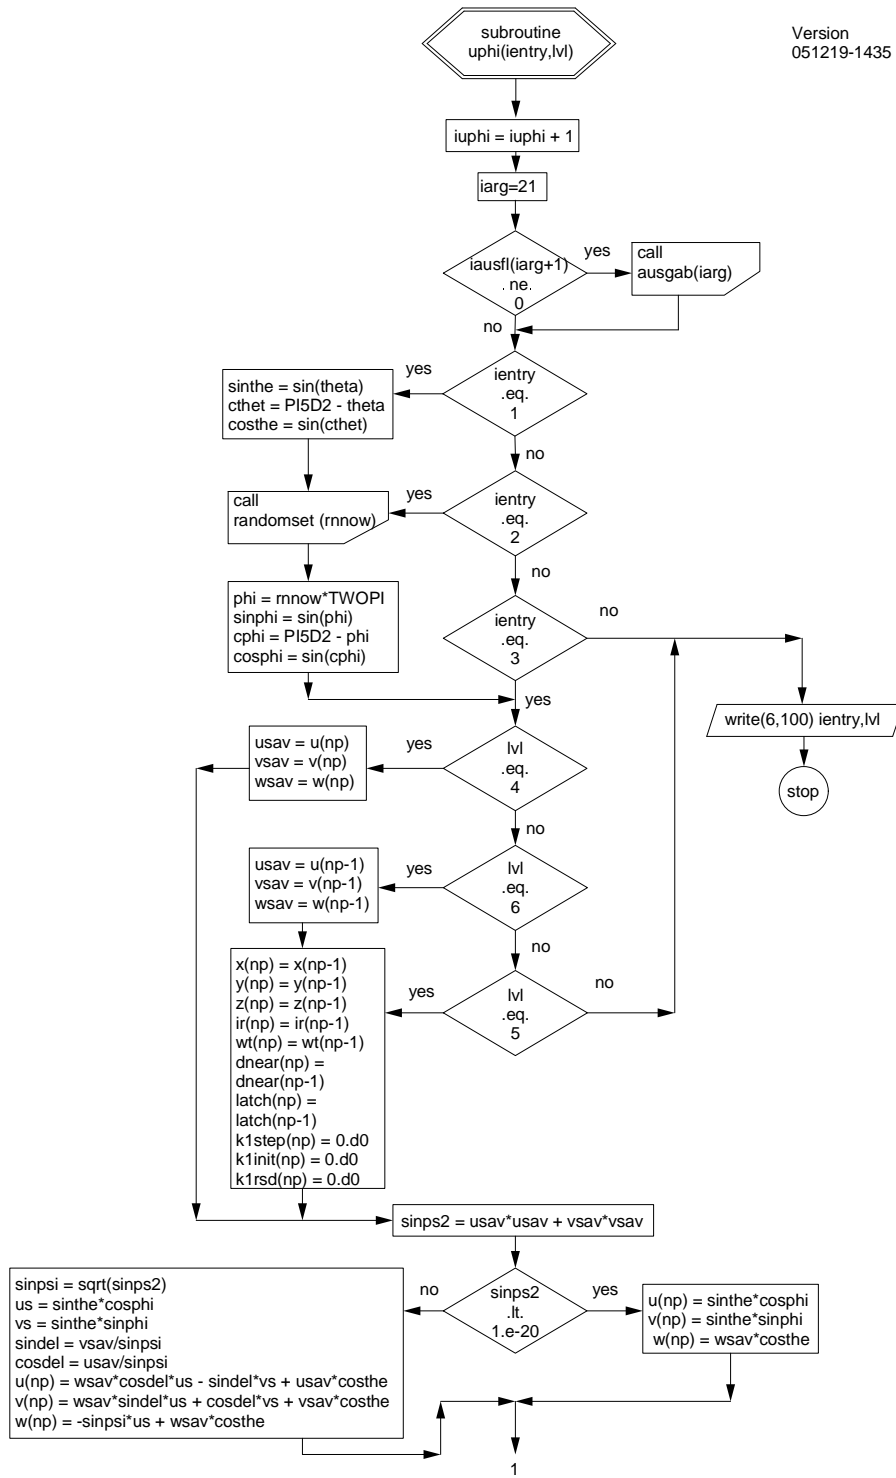 subroutine
uphi(ientry,lvl)
Version
051219-1435
iuphi = iuphi + 1
iarg=21
iausfl(iarg+1)
. ne.
0
yes
call
ausgab(iarg)
no
ientry
.eq.
1
yes
sinthe = sin(theta)
cthet = PI5D2 - theta
costhe = sin(cthet)
no
ientry
.eq.
2
yes
call
randomset (rnnow)
no
phi = rnnow*TWOPI
sinphi = sin(phi)
cphi = PI5D2 - phi
cosphi = sin(cphi)
ientry
.eq.
3
no
yes
write(6,100) ientry,lvl
stop
lvl
.eq.
4
yes
usav = u(np)
vsav = v(np)
wsav = w(np)
no
lvl
.eq.
6
yes
usav = u(np-1)
vsav = v(np-1)
wsav = w(np-1)
no
lvl
.eq.
5
yes
no
x(np) = x(np-1)
y(np) = y(np-1)
z(np) = z(np-1)
ir(np) = ir(np-1)
wt(np) = wt(np-1)
dnear(np) =
dnear(np-1)
latch(np) =
latch(np-1)
k1step(np) = 0.d0
k1init(np) = 0.d0
k1rsd(np) = 0.d0
sinps2 = usav*usav + vsav*vsav
sinps2
.lt.
1.e-20
no
yes
sinpsi = sqrt(sinps2)
us = sinthe*cosphi
vs = sinthe*sinphi
sindel = vsav/sinpsi
cosdel = usav/sinpsi
u(np) = wsav*cosdel*us - sindel*vs + usav*costhe
v(np) = wsav*sindel*us + cosdel*vs + vsav*costhe
w(np) = -sinpsi*us + wsav*costhe
u(np) = sinthe*cosphi
v(np) = sinthe*sinphi
w(np) = wsav*costhe
1